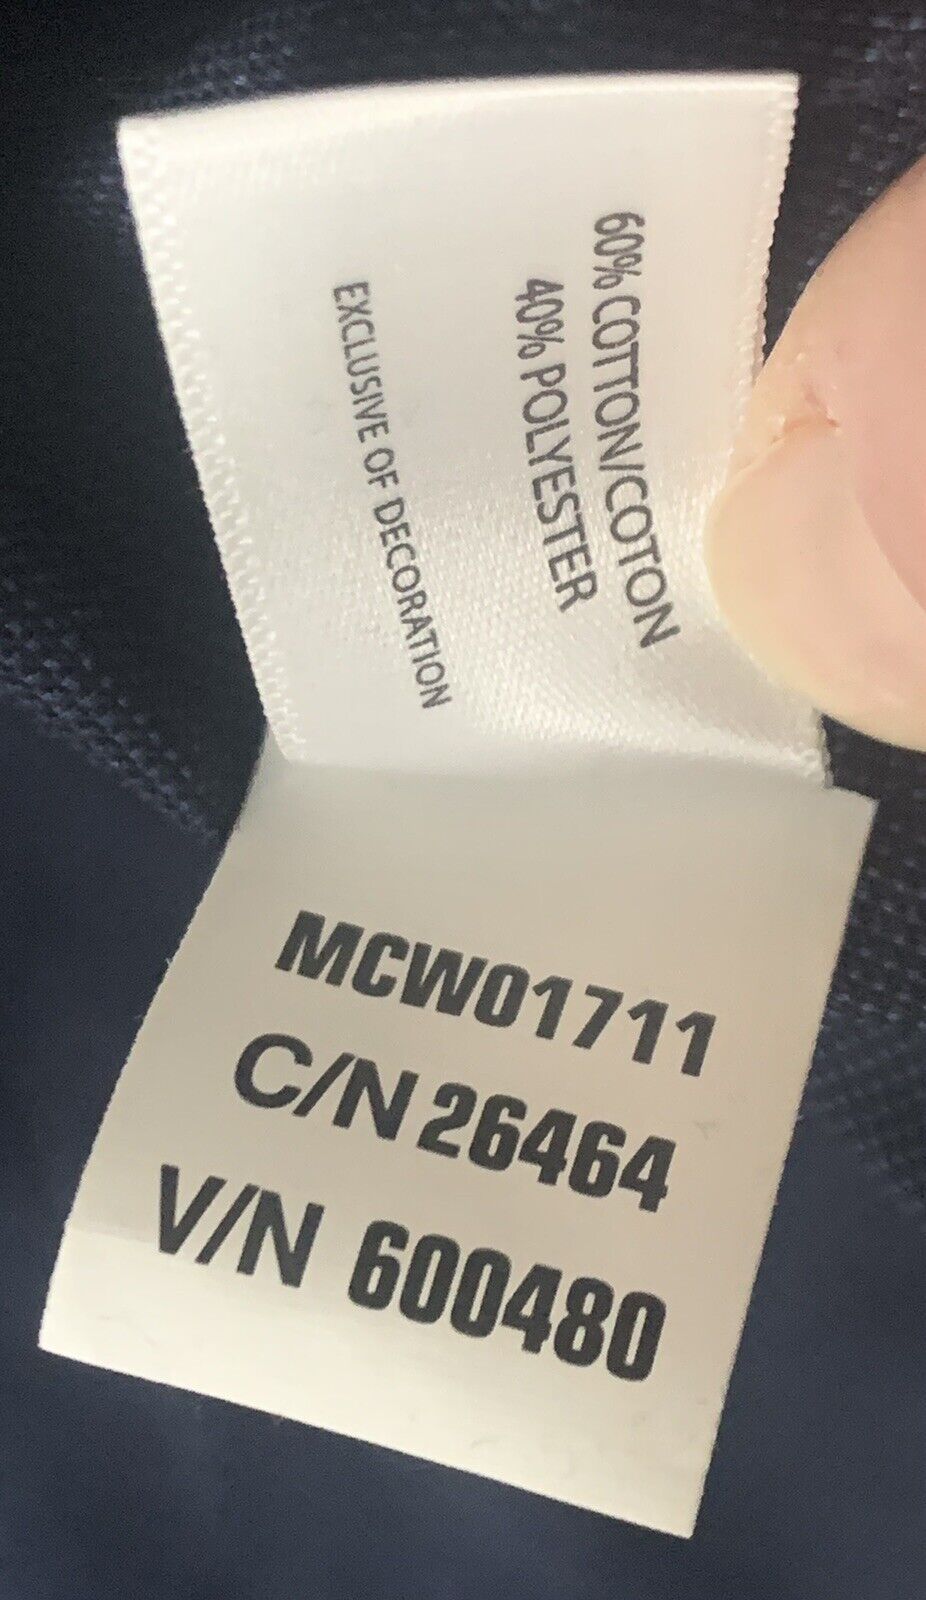 60% COTTON/COTON
40% POLYESTER
EXCLUSIVE OF DECORATION
MCW01711
C/N 26464
V/N 600480